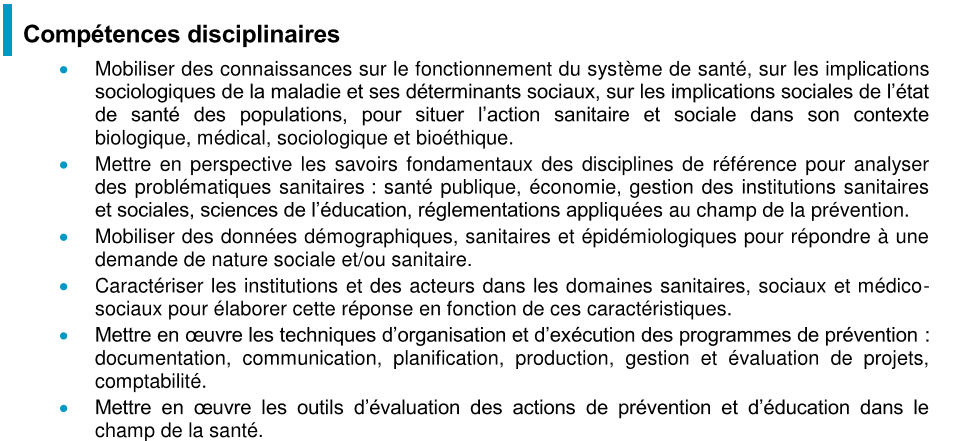 Compétences disciplinaires
• Mobiliser des connaissances sur le fonctionnement du système de santé, sur les implications
sociologiques de la maladie et ses déterminants sociaux, sur les implications sociales de l'état
de santé des populations, pour situer l'action sanitaire et sociale dans son contexte
biologique, médical, sociologique et bioéthique.
• Mettre en perspective les savoirs fondamentaux des disciplines de référence pour analyser
des problématiques sanitaires : santé publique, économie, gestion des institutions sanitaires
et sociales, sciences de l'éducation, réglementations appliquées au champ de la prévention.
• Mobiliser des données démographiques, sanitaires et épidémiologiques pour répondre à une
demande de nature sociale et/ou sanitaire.
• Caractériser les institutions et des acteurs dans les domaines sanitaires, sociaux et médico-
sociaux pour élaborer cette réponse en fonction de ces caractéristiques.
• Mettre en œuvre les techniques d'organisation et d'exécution des programmes de prévention :
documentation, communication, planification, production, gestion et évaluation de projets,
comptabilité.
• Mettre en œuvre les outils d'évaluation des actions de prévention et d'éducation dans le
champ de la santé.